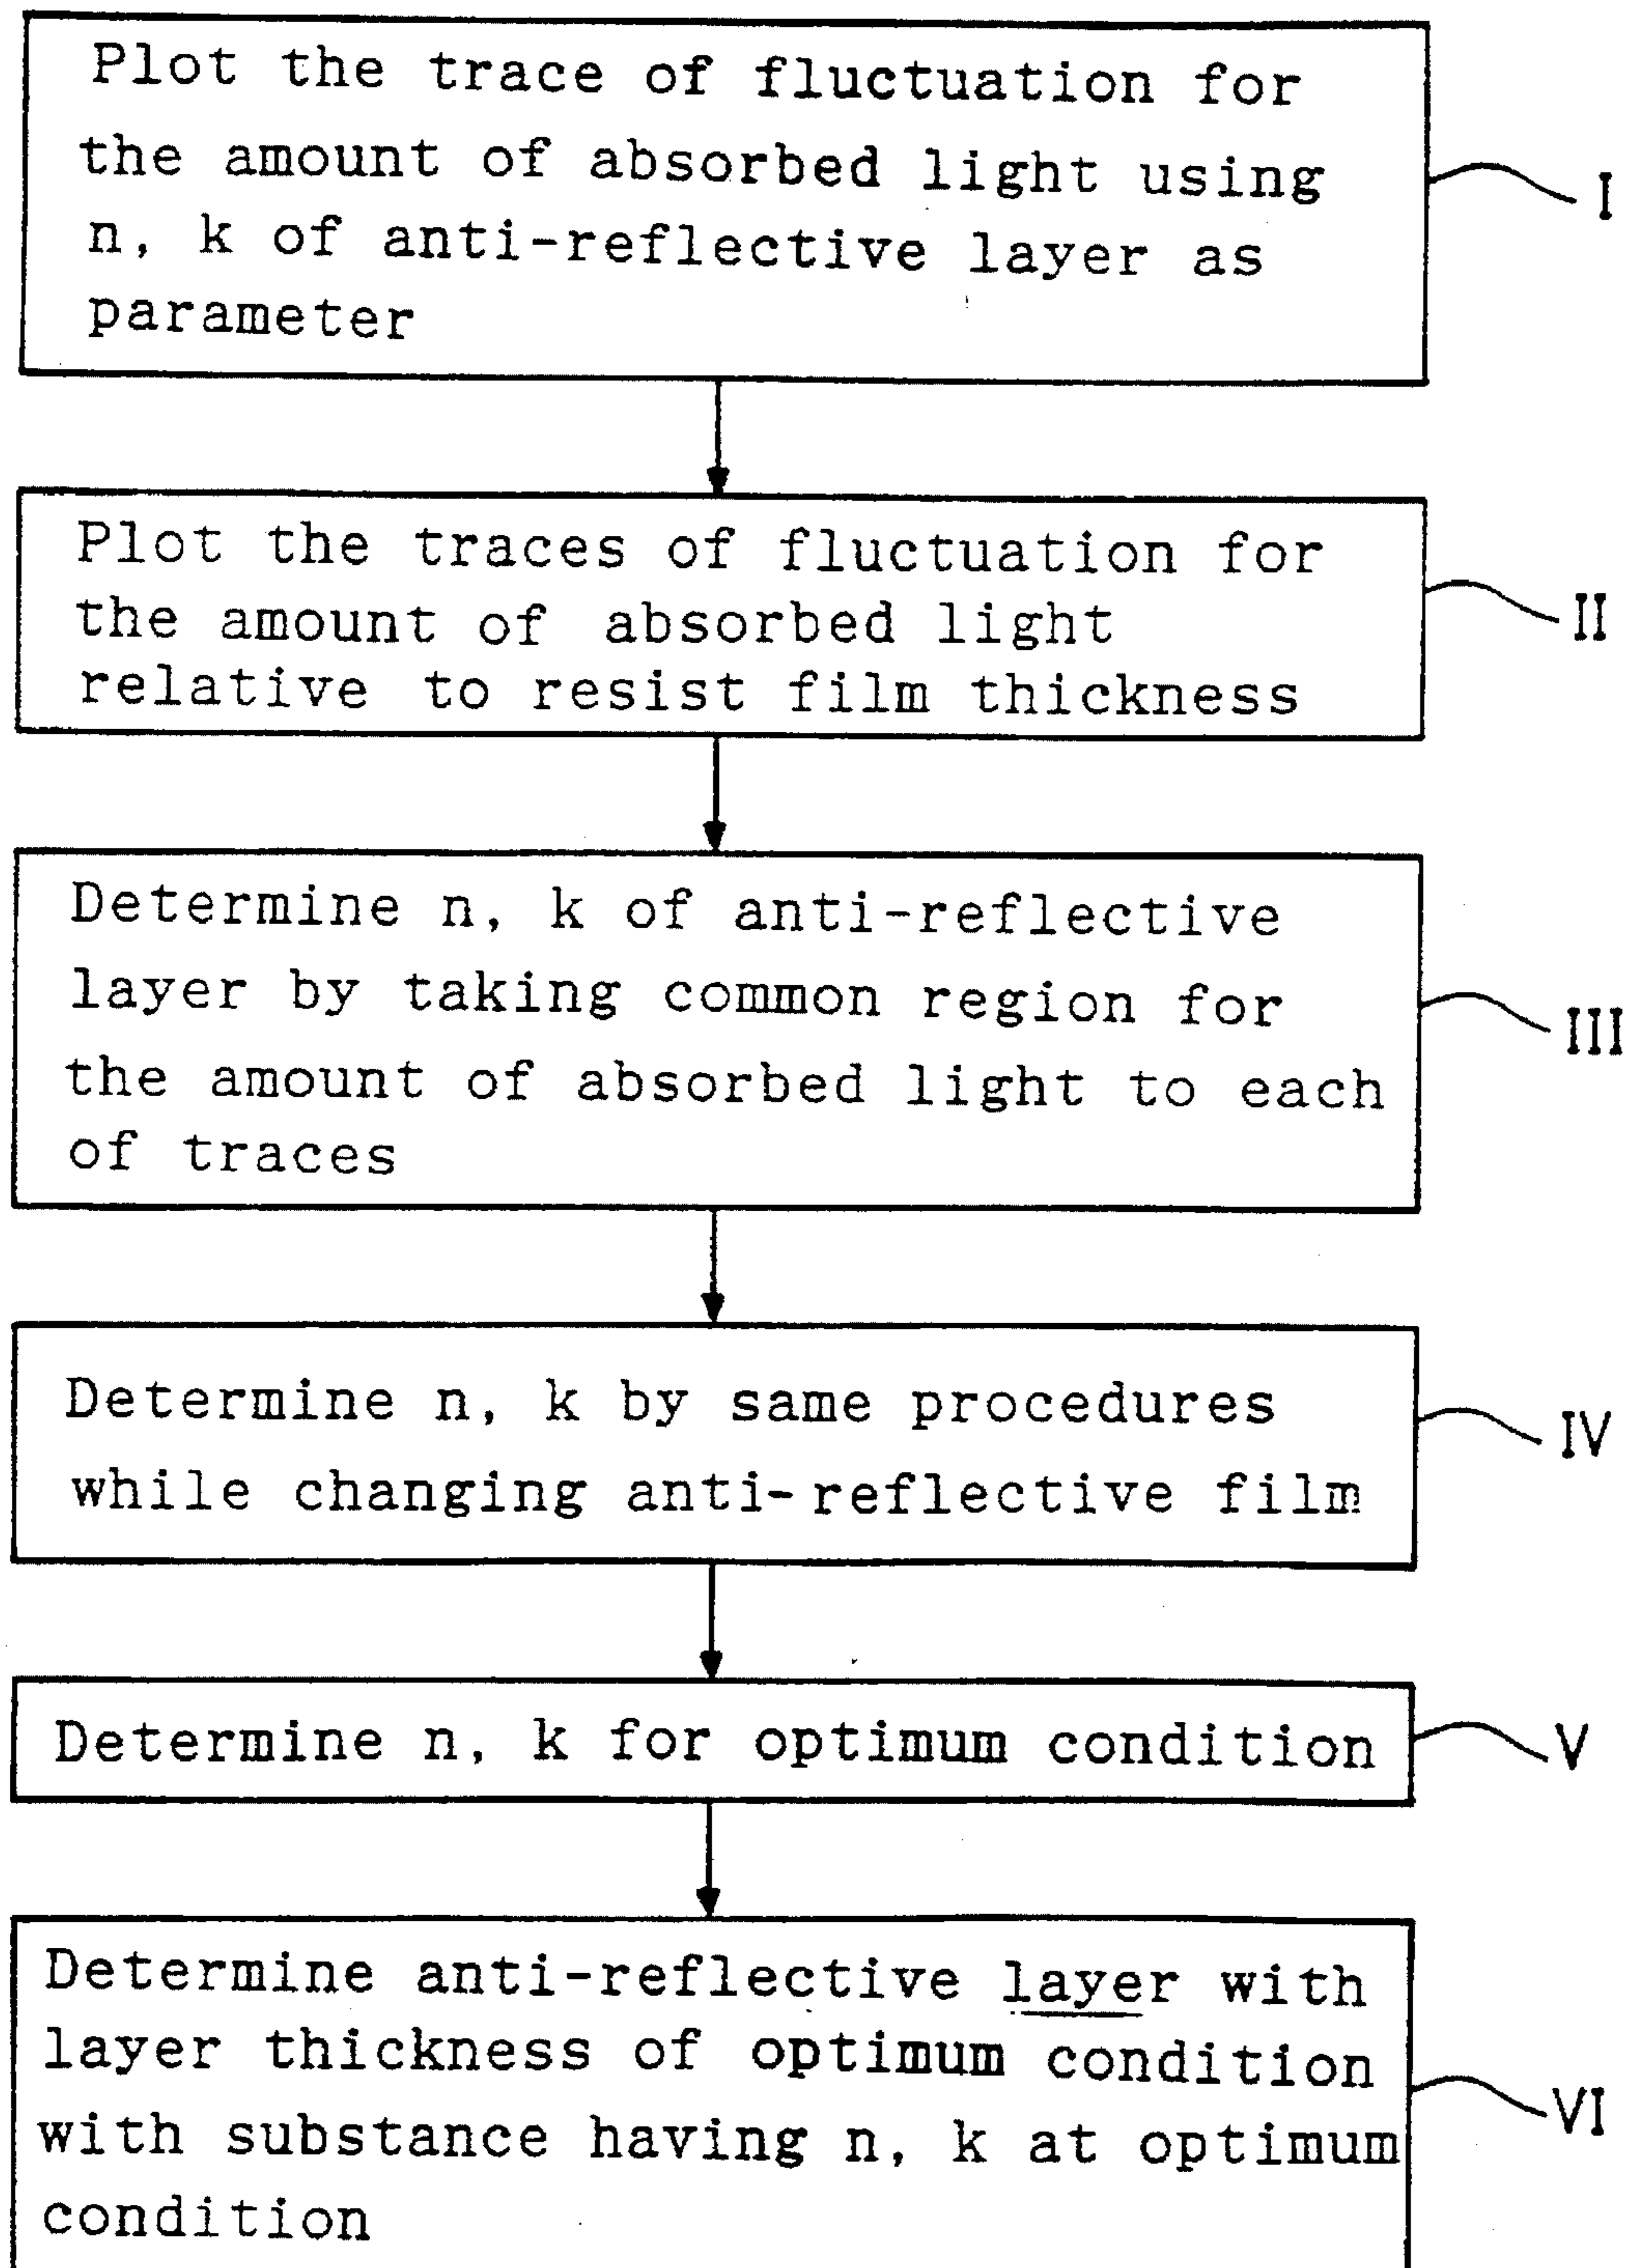 Plot the trace of fluctuation for
the amount of absorbed light using
n, k of anti-reflective layer as
parameter
I
Plot the traces of fluctuation for
the amount of absorbed light
relative to resist film thickness
II
Determine n, k of anti-reflective
layer by taking common region for
the amount of absorbed light to each
of traces
III
Determine n, k by same procedures
while changing anti-reflective film
IV
Determine n, k for optimum condition
V
Determine anti-reflective layer with
layer thickness of optimum condition
with substance having n, k at optimum
condition
VI